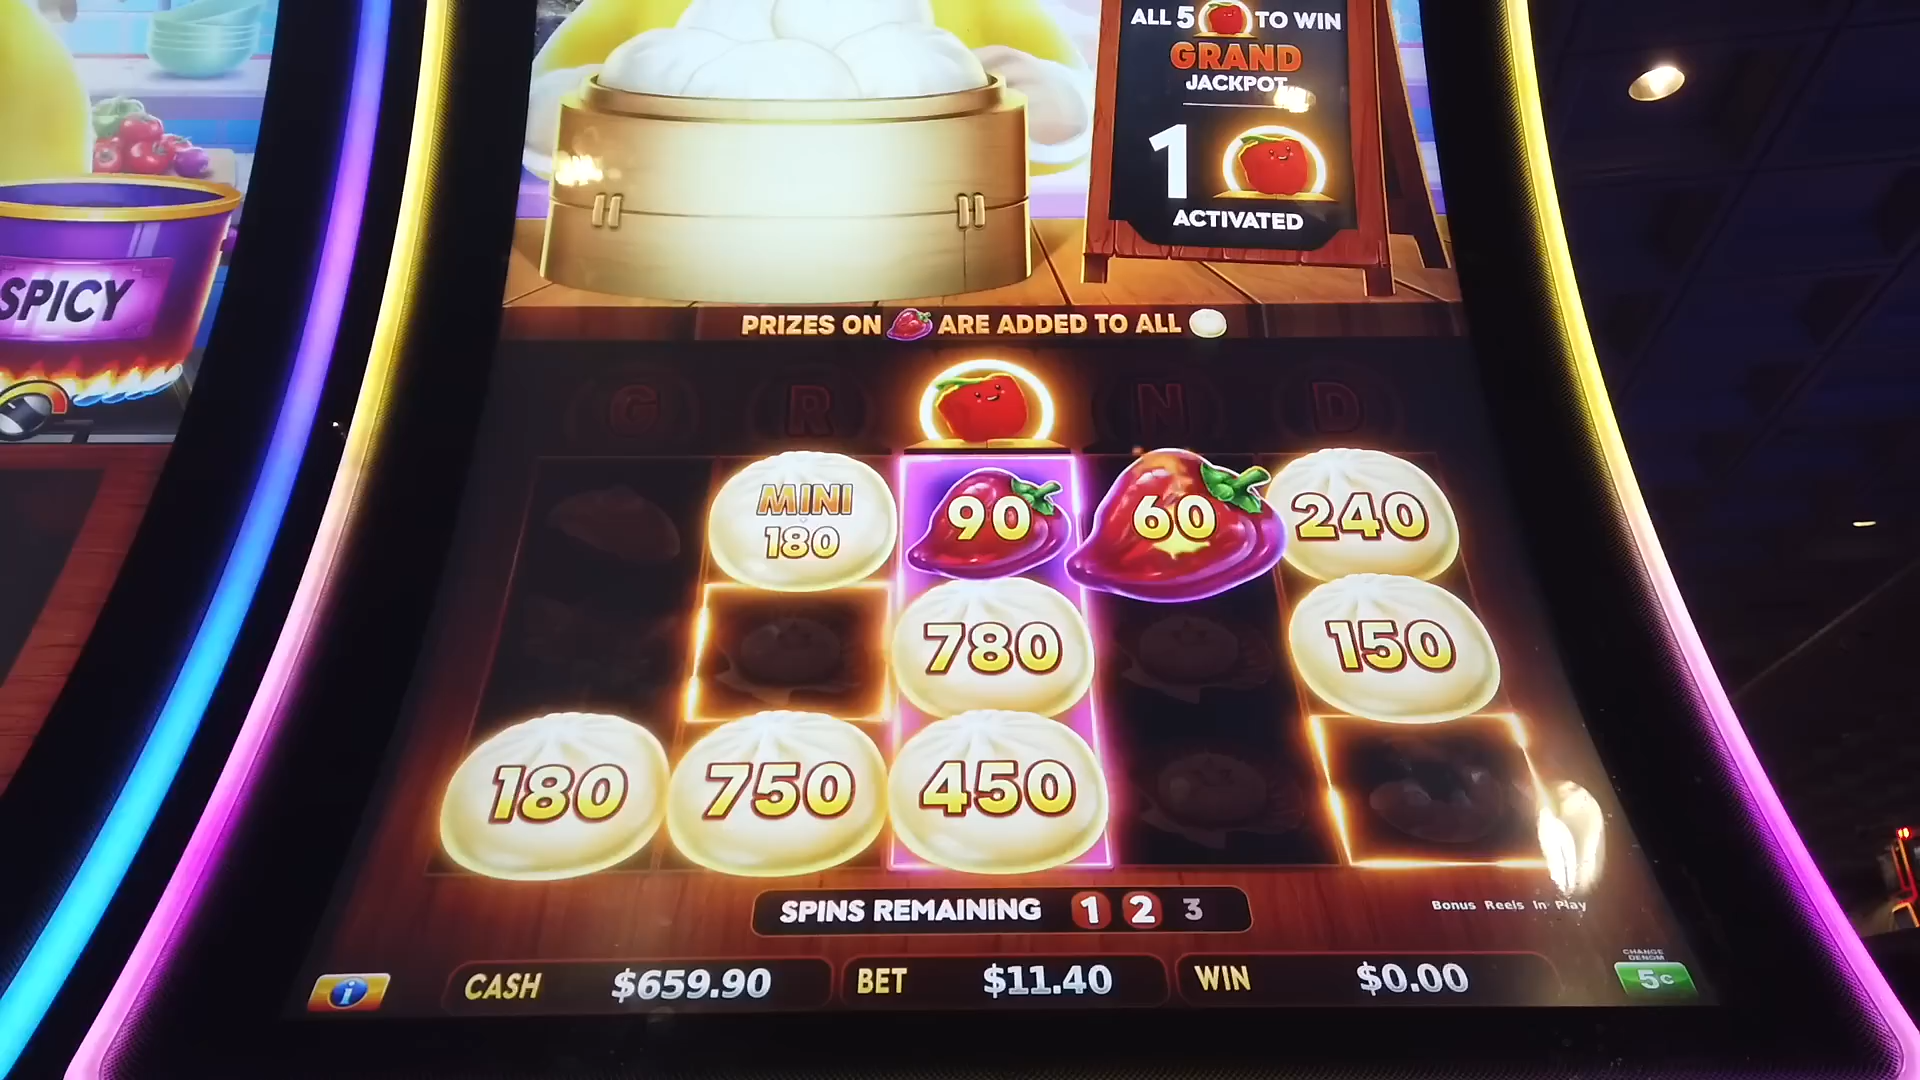 ALL 5 TO WIN
GRAND
JACKPOT
1
ACTIVATED
SPICY
PRIZES ON ARE ADDED TO ALL
G R N D
MINI
180
90
60
240
780
150
180
750
450
SPINS REMAINING 1 2 3
Bonus Reels In Play
CASH $659.90 BET $11.40 WIN $0.00
CHANGE
DENOM
5¢